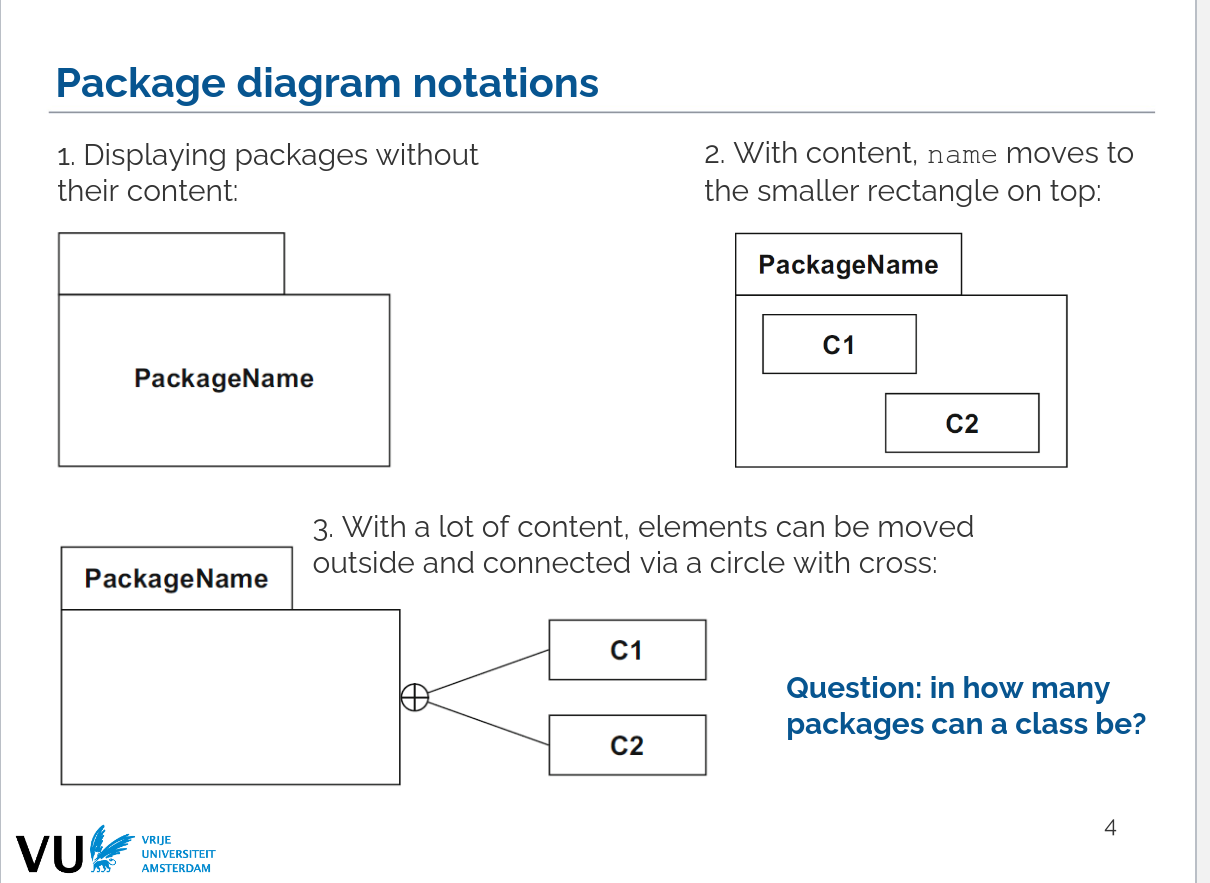 Package diagram notations
1. Displaying packages without
their content:
2. With content, name moves to
the smaller rectangle on top:
PackageName
PackageName
C1
C2
3. With a lot of content, elements can be moved
outside and connected via a circle with cross:
PackageName
C1
C2
Question: in how many
packages can a class be?
4
VU
VRIJE
UNIVERSITEIT
AMSTERDAM